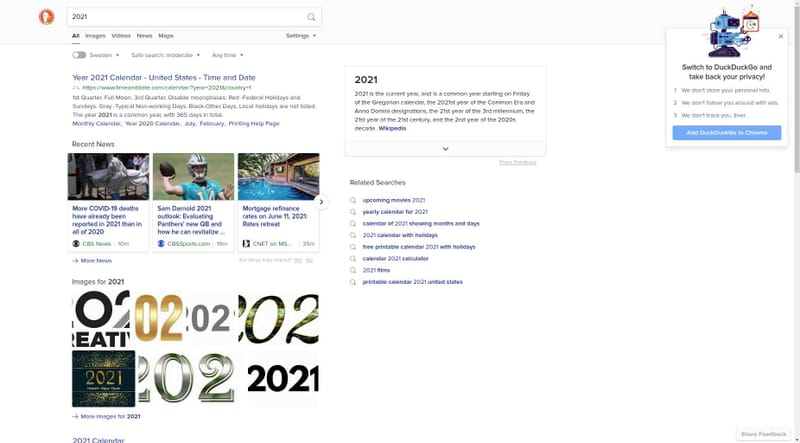 2021
All Images Videos News Maps Settings
Sweden Safe search: moderate Any time
Year 2021 Calendar - United States - Time and Date
https://www.timeanddate.com/calendar/?year=2021&country=1
1st Quarter. Full Moon. 3rd Quarter. Disable moonphases. Red-Federal Holidays and
Sundays. Gray-Typical Non-working Days. Black-Other Days. Local holidays are not listed.
The year 2021 is a common year, with 365 days in total.
Monthly Calendar, Year 2020 Calendar, July, February, Printing Help Page
Recent News
More COVID-19 deaths
have already been
reported in 2021 than in
all of 2020
CBS News 10m
Sam Darnold 2021
outlook: Evaluating
Panthers' new QB and
how he can revitalize ...
CBSSports.com 19m
Mortgage refinance
rates on June 11, 2021:
Rates retreat
CNET on MS... 35m
More News
Are these links helpful? Yes No
Images for 2021
202
CREATIV
202
202
202
2021
202
2021
More Images for 2021
2021 Calendar
2021
2021 is the current year, and is a common year starting on Friday
of the Gregorian calendar, the 2021st year of the Common Era and
Anno Domini designations, the 21st year of the 3rd millennium, the
21st year of the 21st century, and the 2nd year of the 2020s
decade. Wikipedia
Share Feedback
Related Searches
upcoming movies 2021
yearly calendar for 2021
calendar of 2021 showing months and days
2021 calendar with holidays
free printable calendar 2021 with holidays
calendar 2021 calculator
2021 films
printable calendar 2021 united states
Switch to DuckDuckGo and
take back your privacy!
1 We don't store your personal info.
2 We don't follow you around with ads.
3 We don't track you. Ever.
Add DuckDuckGo to Chrome
Share Feedback